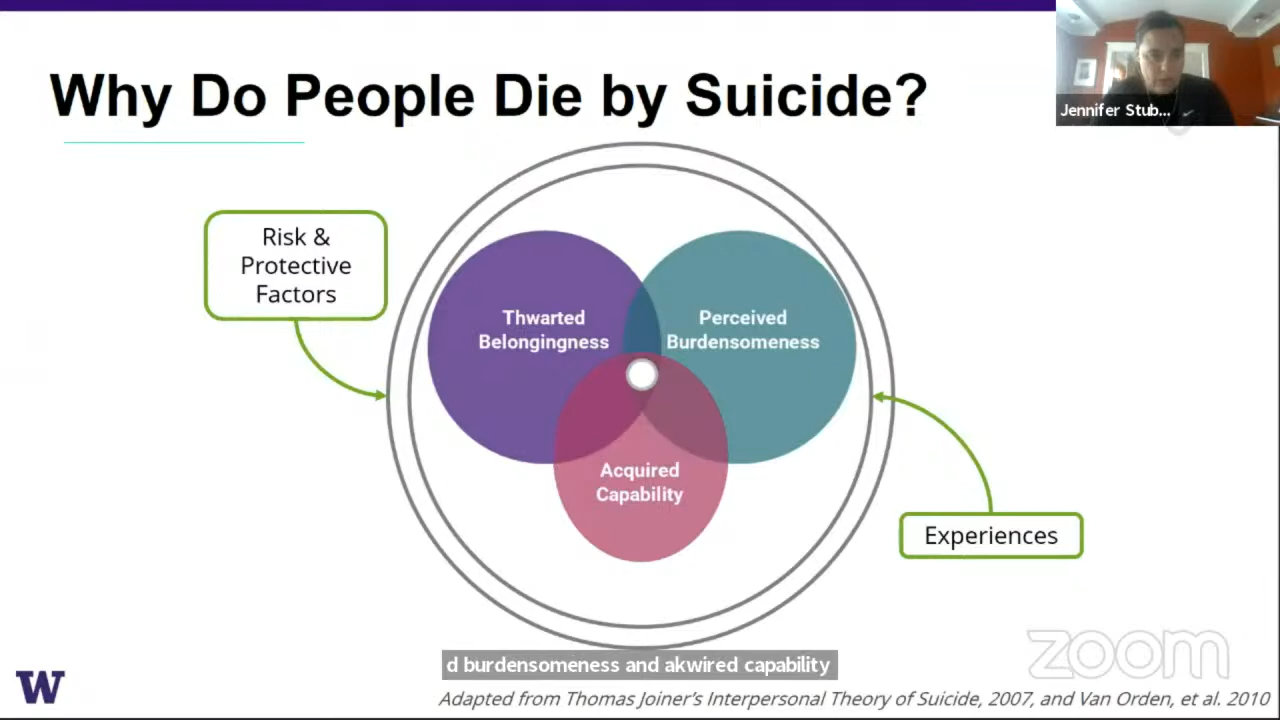 Why Do People Die by Suicide?
Jennifer Stub...
Risk &
Protective
Factors
Thwarted
Belongingness
Perceived
Burdensomeness
Acquired
Capability
Experiences
zoom
d burdensomeness and akwired capability
W
Adapted from Thomas Joiner's Interpersonal Theory of Suicide, 2007, and Van Orden, et al. 2010